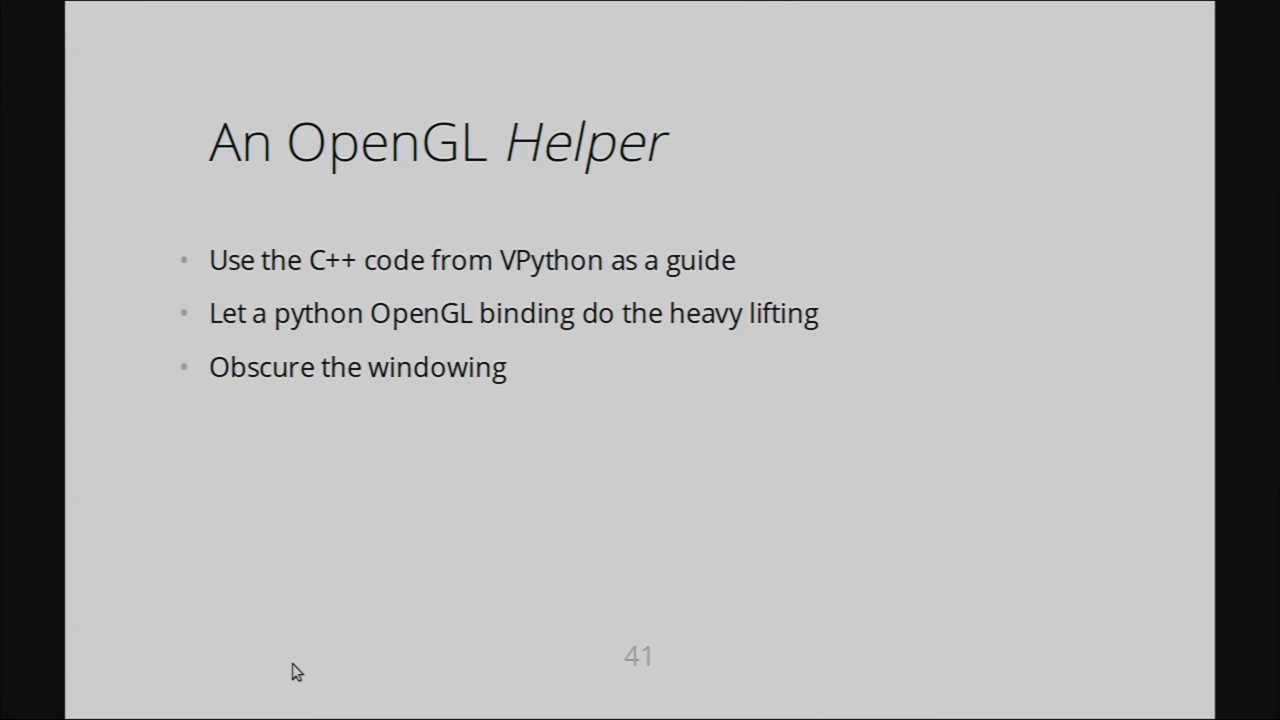 An OpenGL Helper
• Use the C++ code from VPython as a guide
• Let a python OpenGL binding do the heavy lifting
• Obscure the windowing
41